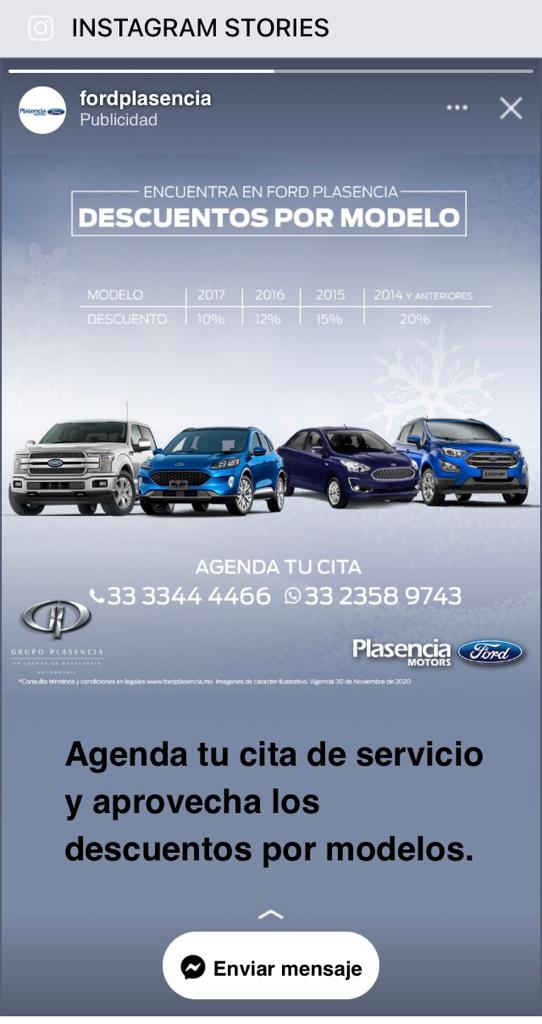 INSTAGRAM STORIES
fordplasencia
Publicidad
ENCUENTRA EN FORD PLASENCIA
DESCUENTOS POR MODELO
MODELO 2017 2016 2015 2014 Y ANTERIORES
DESCUENTO 10% 12% 15% 20%
AGENDA TU CITA
33 3344 4466 33 2358 9743
GRUPO PLASENCIA
Plasencia
MOTORS
Ford
*Consulta términos y condiciones en legales www.fordplasencia.mx Imagenes de caracter ilustrativo. Vigencia 30 de Noviembre de 2020
Agenda tu cita de servicio
y aprovecha los
descuentos por modelos.
Enviar mensaje